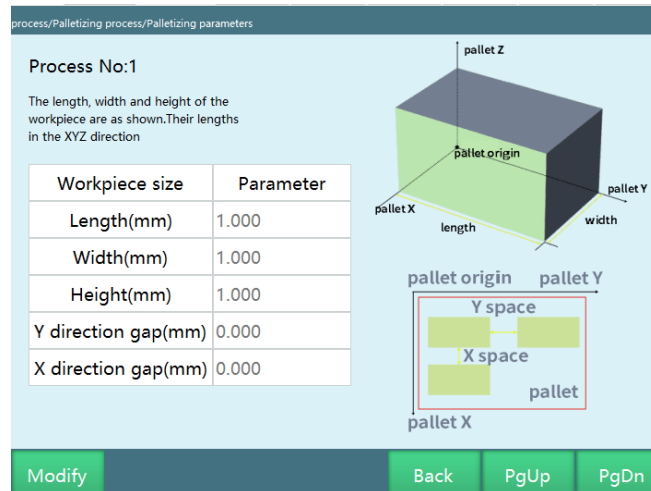 process/Palletizing process/Palletizing parameters
Process No:1
The length, width and height of the
workpiece are as shown.Their lengths
in the XYZ direction
Workpiece size Parameter
Length(mm) 1.000
Width(mm) 1.000
Height(mm) 1.000
Y direction gap(mm) 0.000
X direction gap(mm) 0.000
pallet Z
pallet origin
pallet Y
pallet X
length
width
pallet origin pallet Y
Y space
X space
pallet
pallet X
Modify Back PgUp PgDn